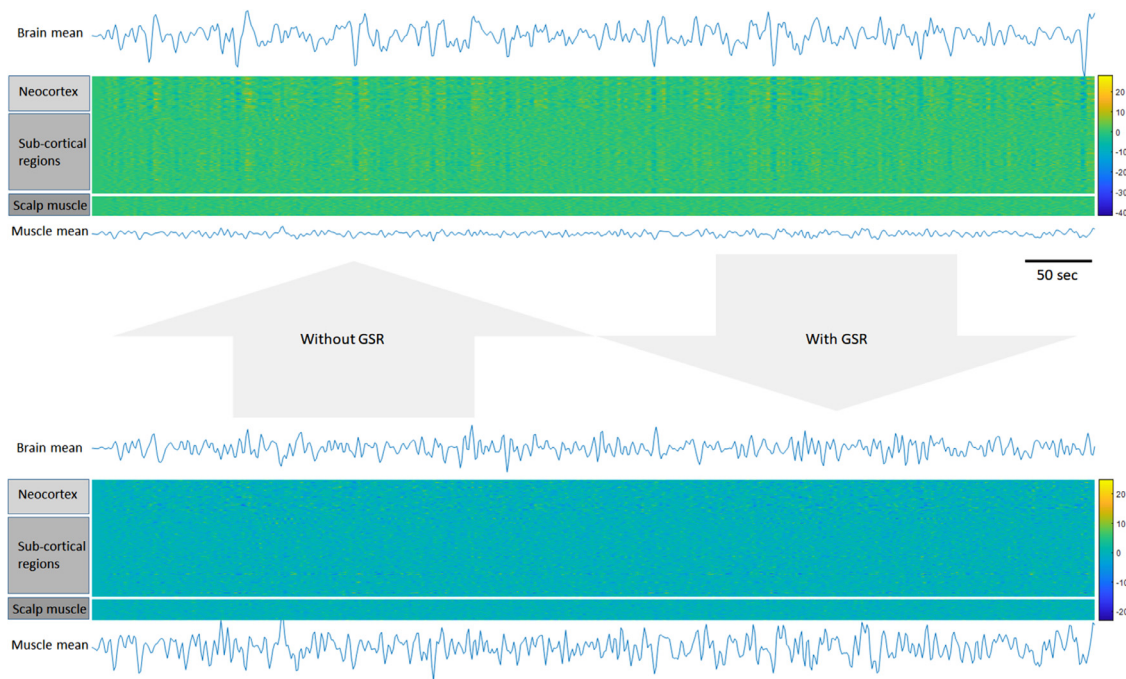 Brain mean
Neocortex
Sub-cortical
regions
Scalp muscle
Muscle mean
20
10
0
-10
-20
-30
-40
50 sec
Without GSR
With GSR
Brain mean
Neocortex
Sub-cortical
regions
Scalp muscle
Muscle mean
20
10
0
-10
-20